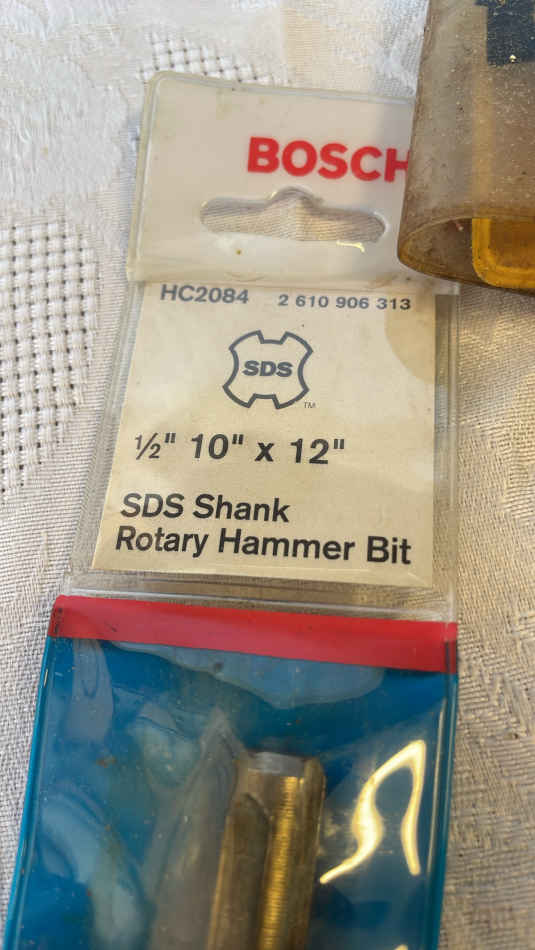 BOSCH
HC2084 2 610 906 313
SDS
TM
½" 10" x 12"
SDS Shank
Rotary Hammer Bit